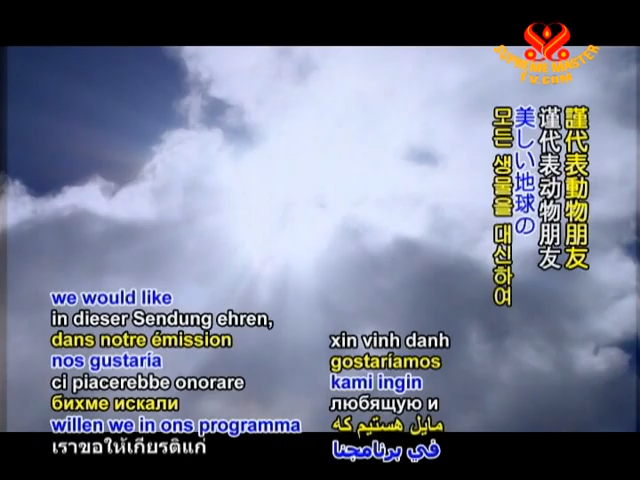 SUPREME MASTER
TV.COM
謹代表動物朋友
谨代表动物朋友
美しい地球の
모든 생물을 대신하여
we would like
in dieser Sendung ehren,
dans notre émission
nos gustaría
ci piacerebbe onorare
бихме искали
willen we in ons programma
เราขอให้เกียรติแก่
xin vinh danh
gostaríamos
kami ingin
любящую и
مایل هستیم که
في برنامجنا